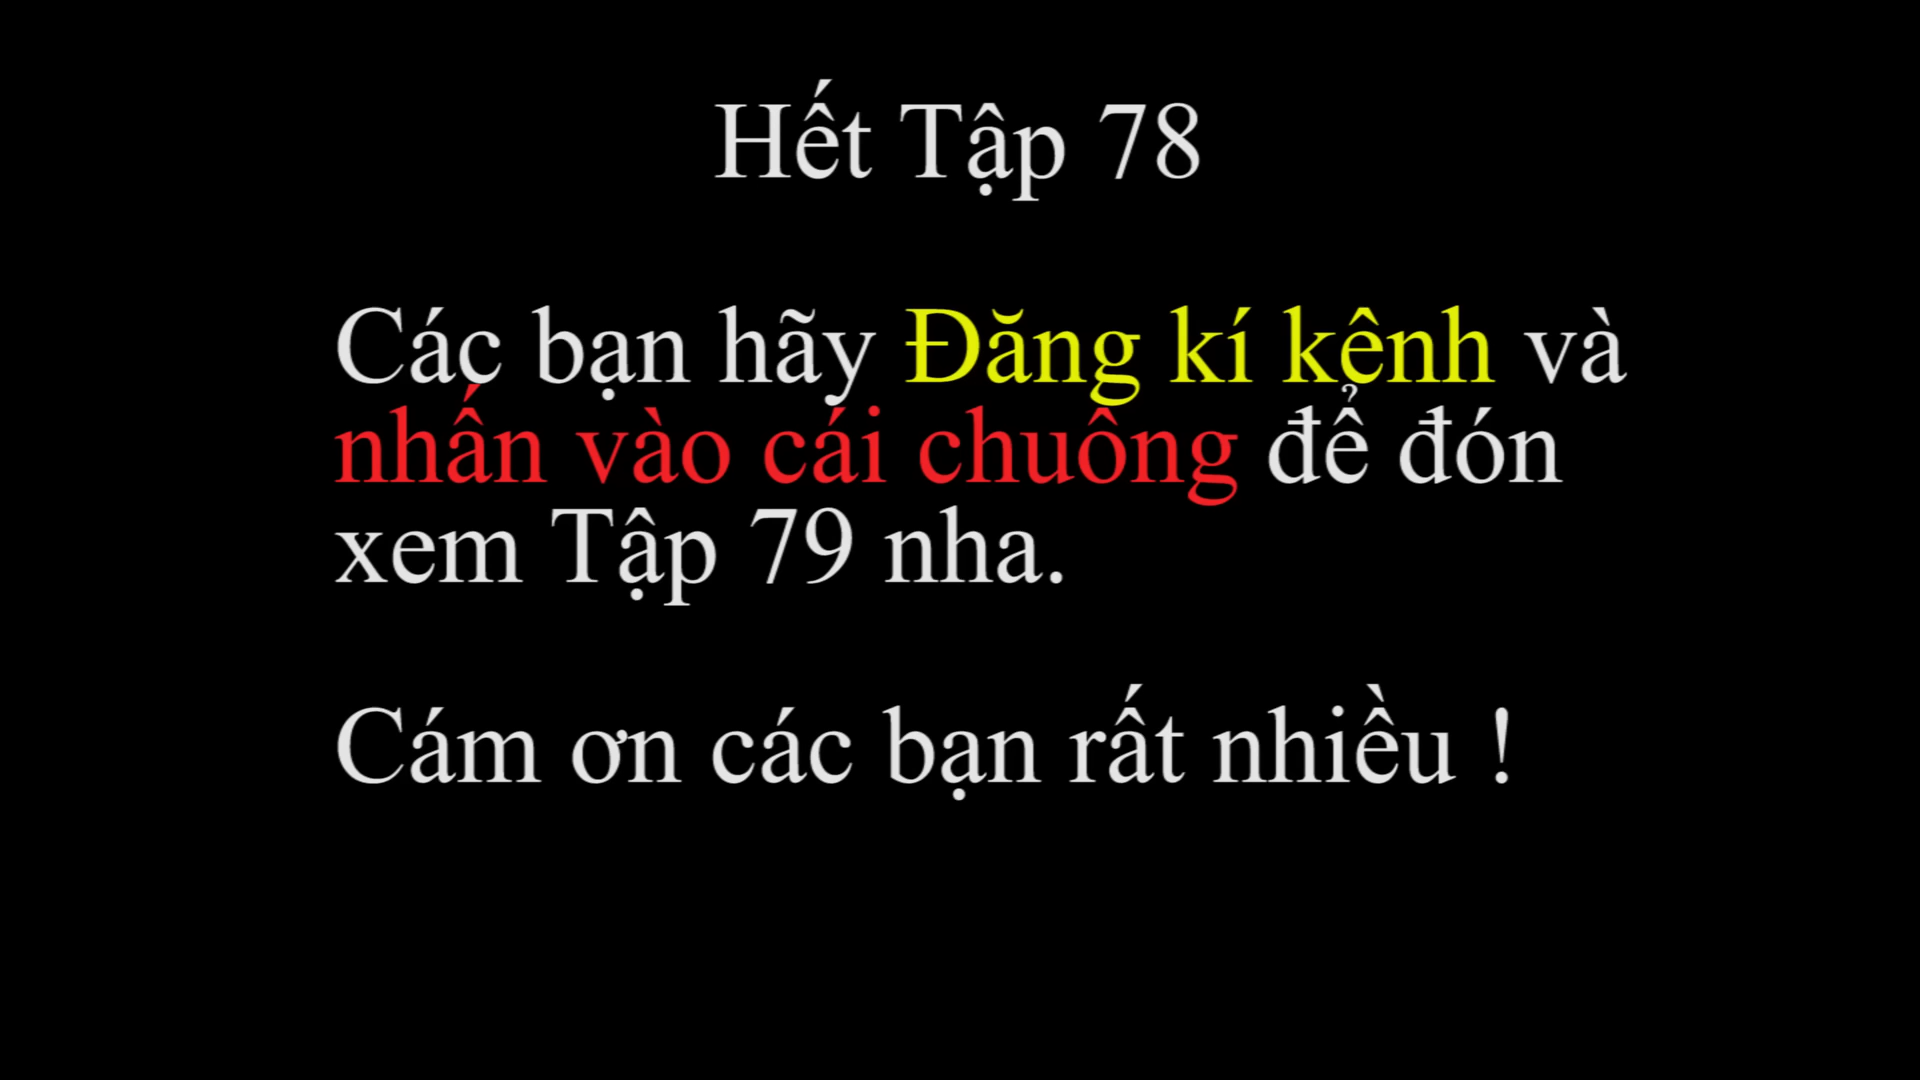 Hết Tập 78
Các bạn hãy Đăng kí kênh và
nhấn vào cái chuông để đón
xem Tập 79 nha.
Cám ơn các bạn rất nhiều !